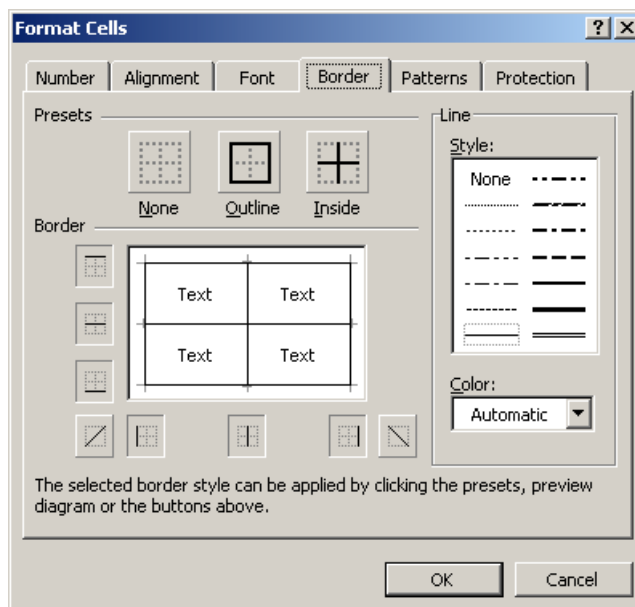 Format Cells
Number Alignment Font Border Patterns Protection
Presets
None Outline Inside
Border
Text Text
Text Text
Line
Style:
None
Color:
Automatic
The selected border style can be applied by clicking the presets, preview
diagram or the buttons above.
OK Cancel